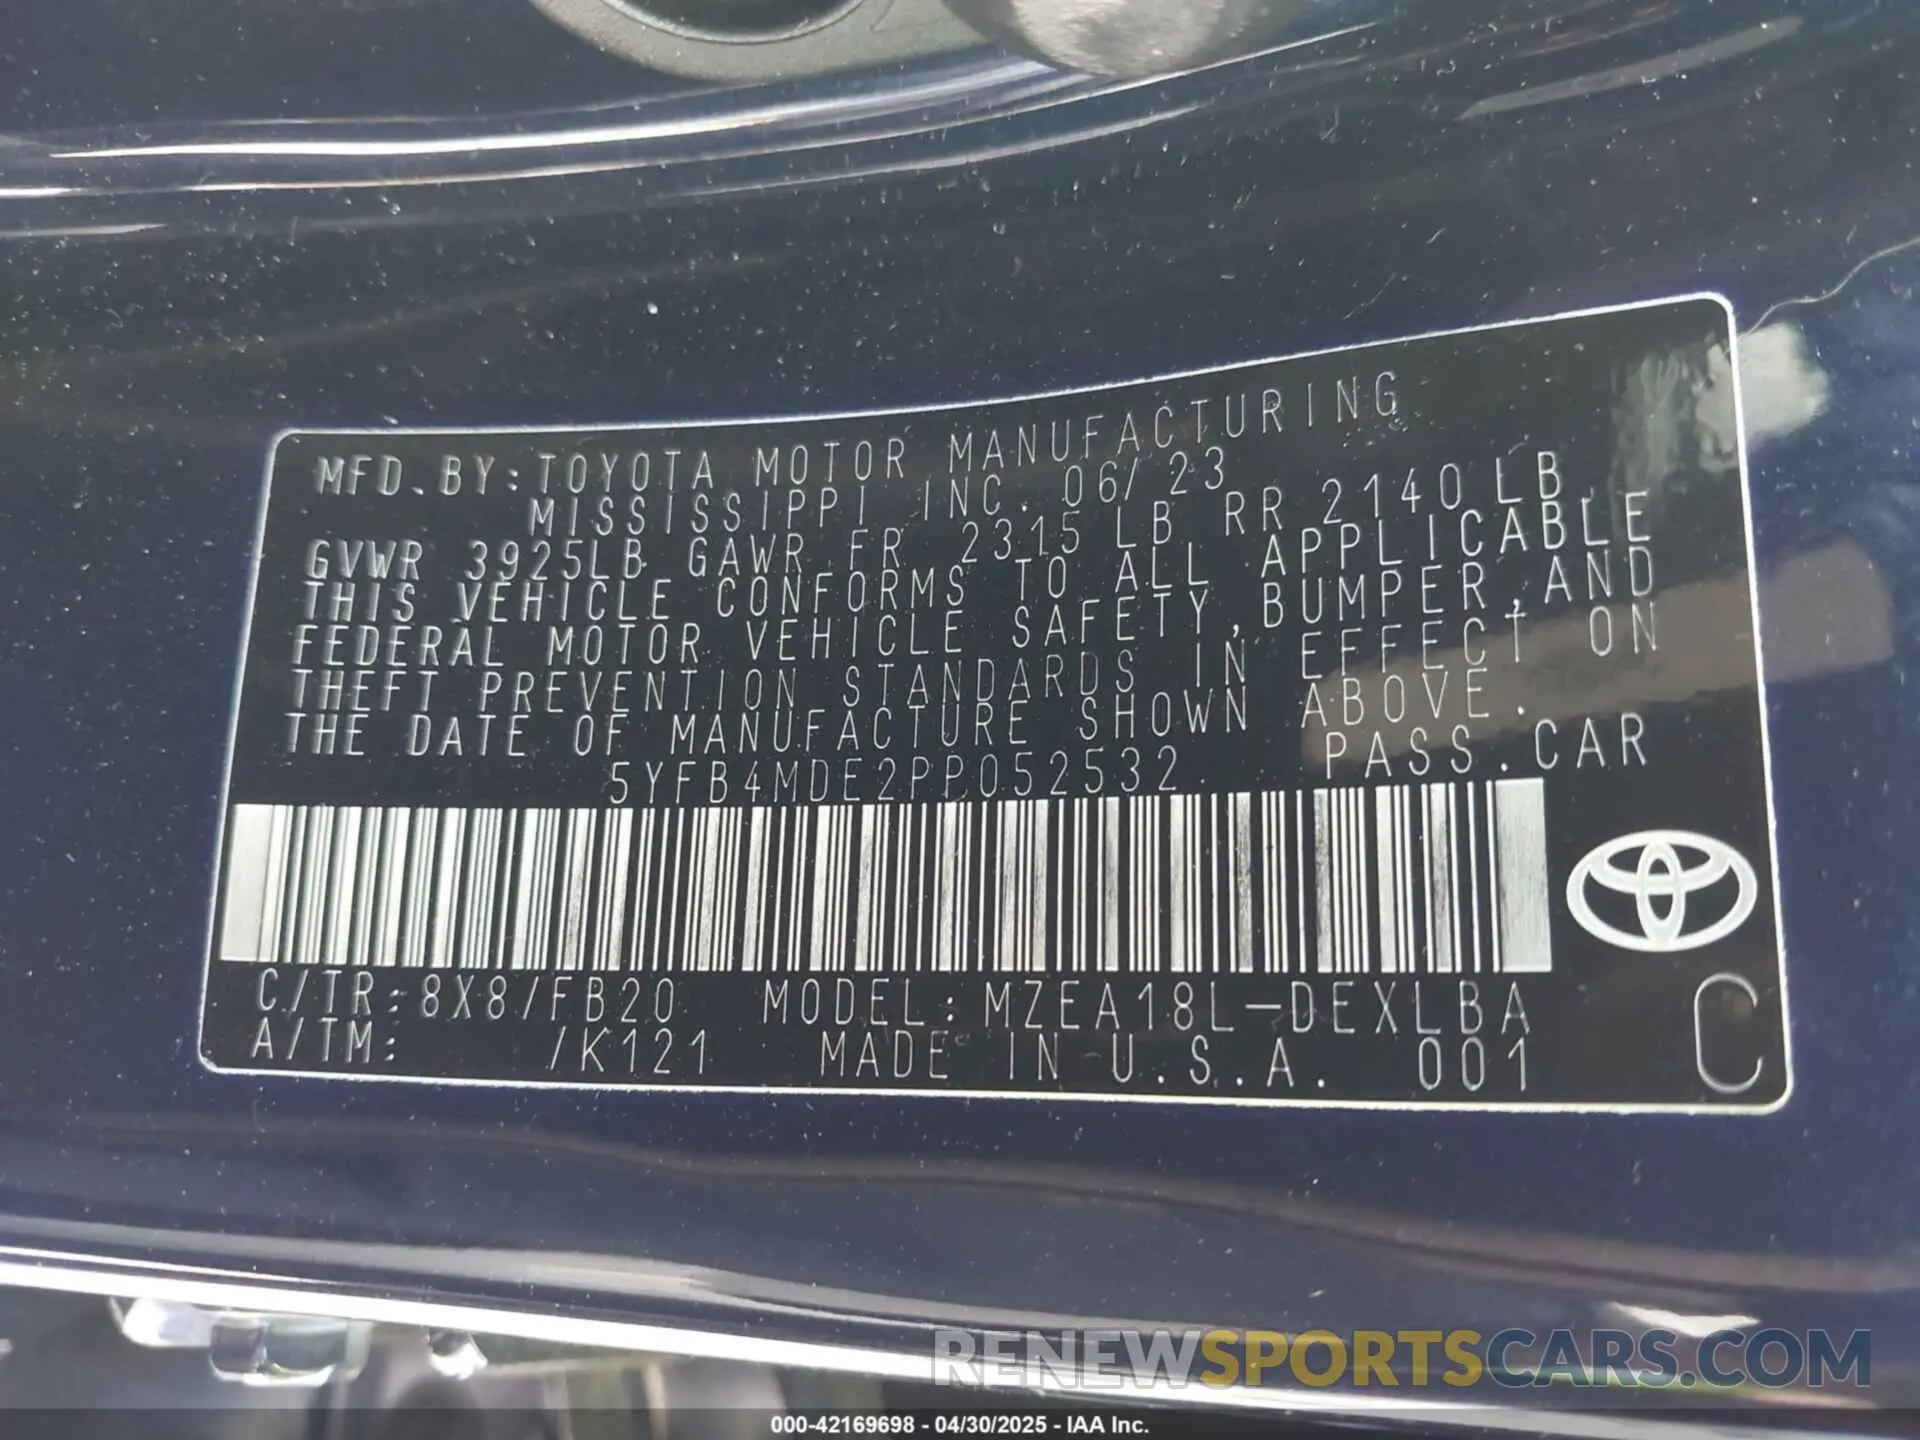 MFD.BY:TOYOTA MOTOR MANUFACTURING
MISSISSIPPI INC. 06/23
GVWR 3925LB GAWR FR 2315 LB RR 2140LB
THIS VEHICLE CONFORMS TO ALL APPLICABLE
FEDERAL MOTOR VEHICLE SAFETY,BUMPER,AND
THEFT PREVENTION STANDARDS IN EFFECT ON
THE DATE OF MANUFACTURE SHOWN ABOVE.
5YFB4MDE2PP052532 PASS.CAR
C/TR:8X8/FB20 MODEL:MZEA18L-DEXLBA
A/TM: /K121 MADE IN U.S.A. 001
C
RENEWSPORTSCARS.COM
000-42169698 - 04/30/2025 - IAA Inc.